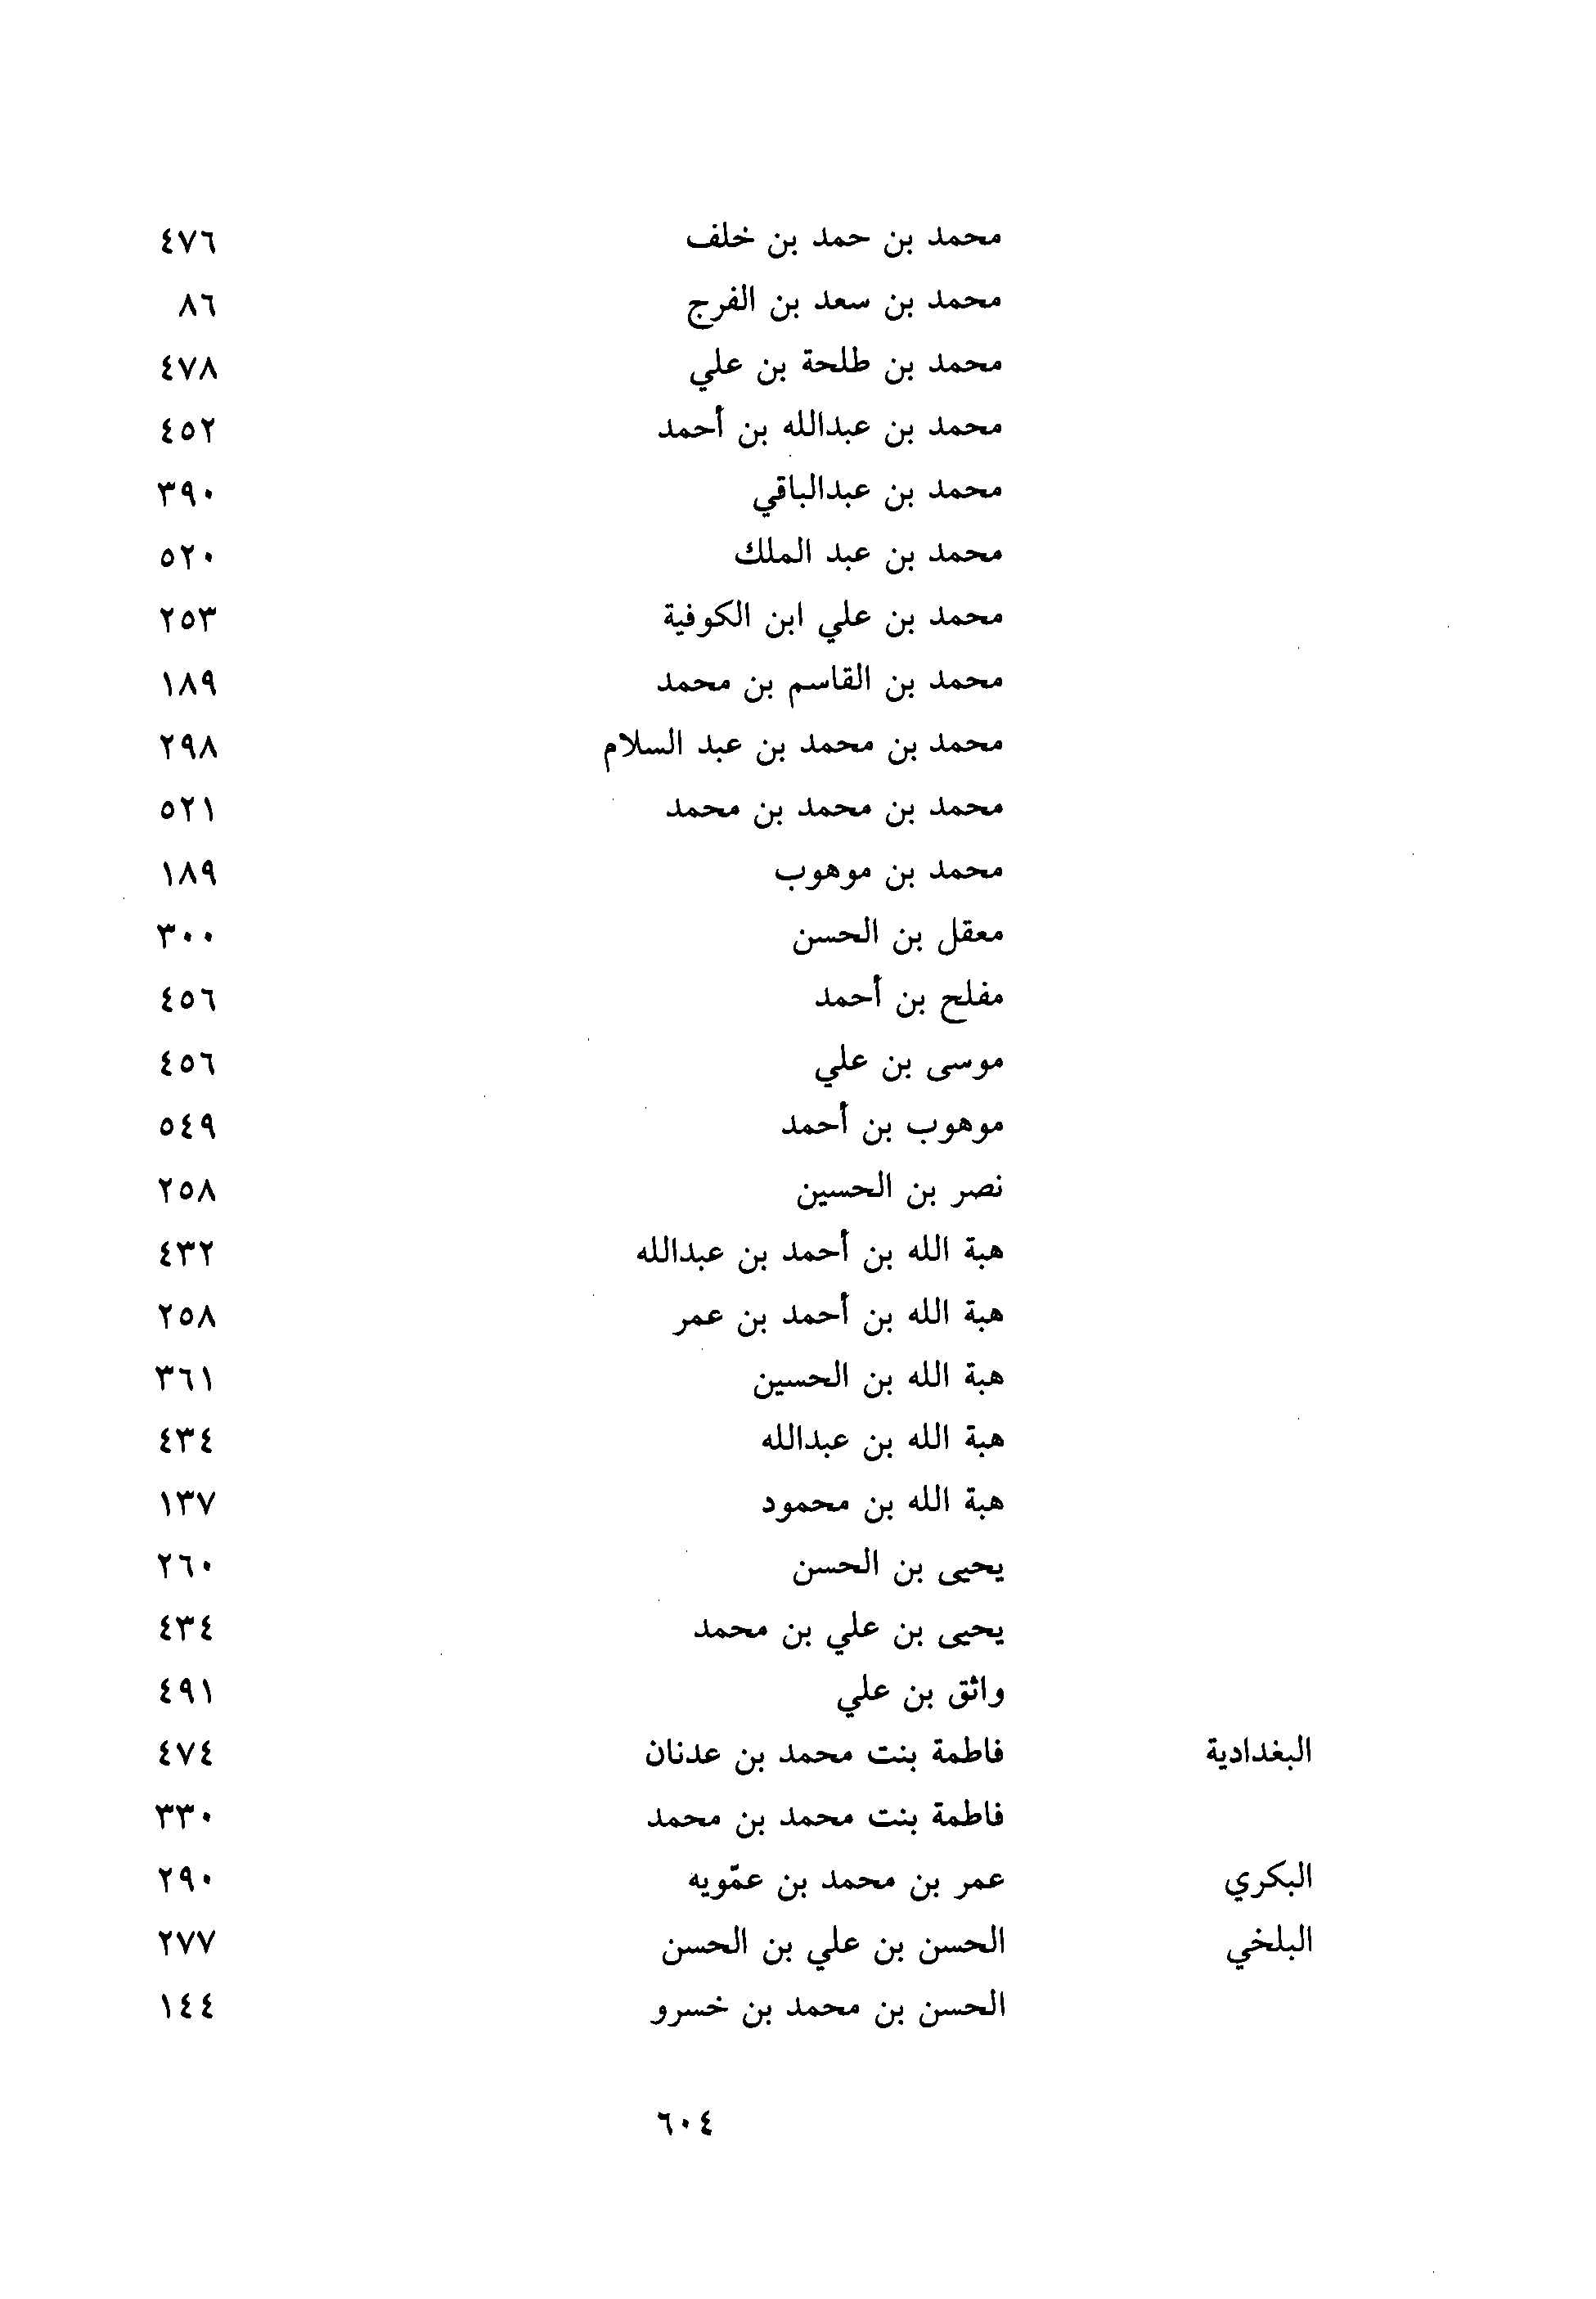 محمد بن حمد بن خلف ٤٧٦
محمد بن سعد بن الفرج ٨٦
محمد بن طلحة بن علي ٤٧٨
محمد بن عبدالله بن أحمد ٤٥٢
محمد بن عبدالباقي ٣٩٠
محمد بن عبد الملك ٥٢٠
محمد بن علي ابن الكوفية ٢٥٣
محمد بن القاسم بن محمد ١٨٩
محمد بن محمد بن عبد السلام ٢٩٨
محمد بن محمد بن محمد ٥٢١
محمد بن موهوب ١٨٩
معقل بن الحسن ٣٠٠
مفلح بن أحمد ٤٥٦
موسى بن علي ٤٥٦
موهوب بن أحمد ٥٤٩
نصر بن الحسين ٢٥٨
هبة الله بن أحمد بن عبدالله ٤٣٢
هبة الله بن أحمد بن عمر ٢٥٨
هبة الله بن الحسين ٣٦١
هبة الله بن عبدالله ٤٣٤
هبة الله بن محمود ١٣٧
يحيى بن الحسن ٢٦٠
يحيى بن علي بن محمد ٤٣٤
واثق بن علي ٤٩١
البغدادية فاطمة بنت محمد بن عدنان ٤٧٤
فاطمة بنت محمد بن محمد ٣٣٠
البكري عمر بن محمد بن عمّويه ٢٩٠
البلخي الحسن بن علي بن الحسن ٢٧٧
الحسن بن محمد بن خسرو ١٤٤
٦٠٤